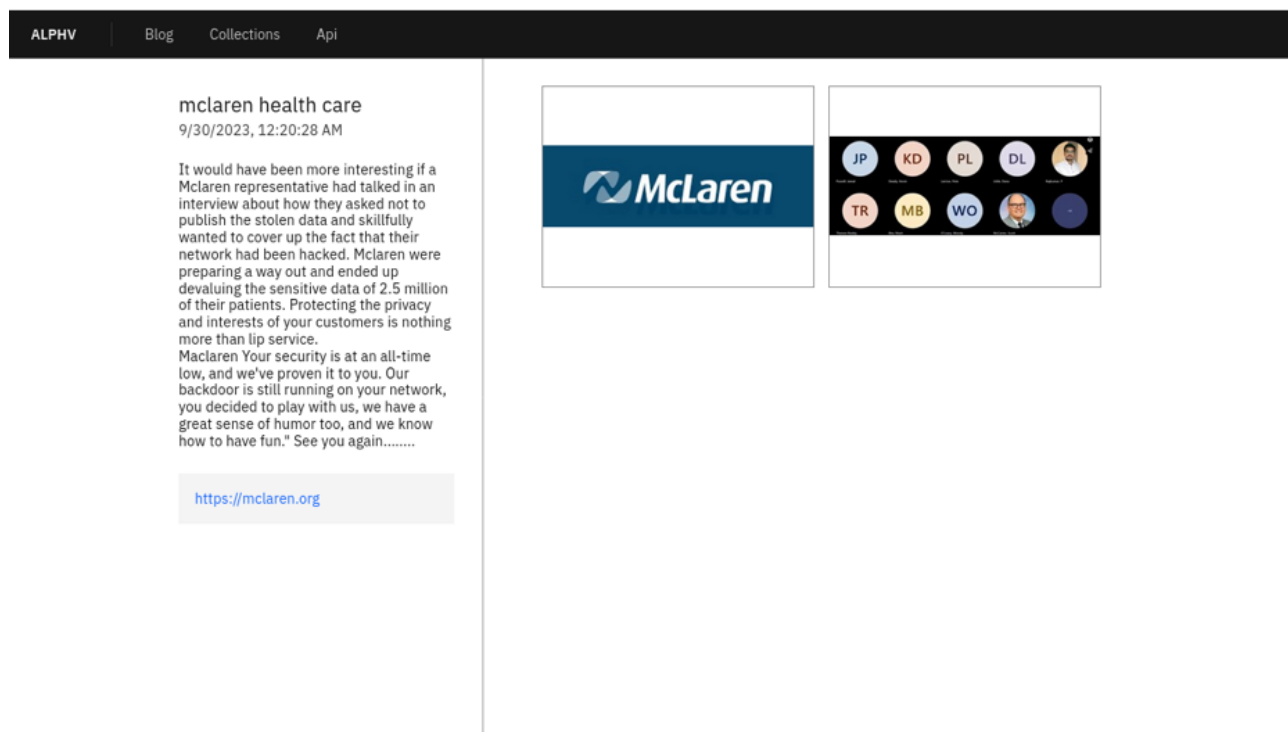 ALPHV
Blog
Collections
Api
mclaren health care
9/30/2023, 12:20:28 AM
It would have been more interesting if a
Mclaren representative had talked in an
interview about how they asked not to
publish the stolen data and skillfully
wanted to cover up the fact that their
network had been hacked. Mclaren were
preparing a way out and ended up
devaluing the sensitive data of 2.5 million
of their patients. Protecting the privacy
and interests of your customers is nothing
more than lip service.
Maclaren Your security is at an all-time
low, and we've proven it to you. Our
backdoor is still running on your network,
you decided to play with us, we have a
great sense of humor too, and we know
how to have fun." See you again........
https://mclaren.org
McLaren
JP
KD
PL
DL
TR
MB
WO